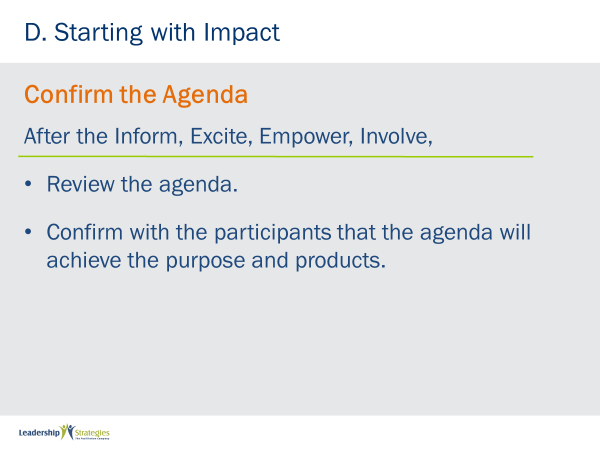 D. Starting with Impact
Confirm the Agenda
After the Inform, Excite, Empower, Involve,
• Review the agenda.
• Confirm with the participants that the agenda will
achieve the purpose and products.
Leadership Strategies
The Facilitation Company